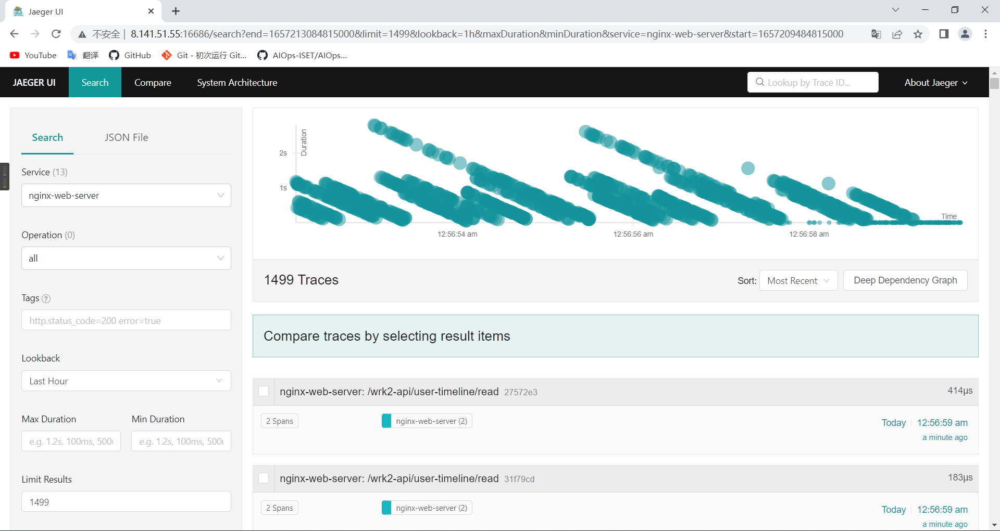 Jaeger UI
不安全 | 8.141.51.55:16686/search?end=1657213084815000&limit=1499&lookback=1h&maxDuration&minDuration&service=nginx-web-server&start=1657209484815000
YouTube 翻译 GitHub Git - 初次运行 Git... AIOps-ISET/AIOps...
JAEGER UI Search Compare System Architecture Lookup by Trace ID... About Jaeger
Search JSON File
Service (13)
nginx-web-server
Operation (0)
all
Tags ?
http.status_code=200 error=true
Lookback
Last Hour
Max Duration Min Duration
e.g. 1.2s, 100ms, 500u e.g. 1.2s, 100ms, 500u
Limit Results
1499
Duration
2s
1s
Time
12:56:54 am 12:56:56 am 12:56:58 am
1499 Traces Sort: Most Recent Deep Dependency Graph
Compare traces by selecting result items
nginx-web-server: /wrk2-api/user-timeline/read 27572e3 414μs
2 Spans nginx-web-server (2) Today 12:56:59 am
a minute ago
nginx-web-server: /wrk2-api/user-timeline/read 31f79cd 183μs
2 Spans nginx-web-server (2) Today 12:56:59 am
a minute ago